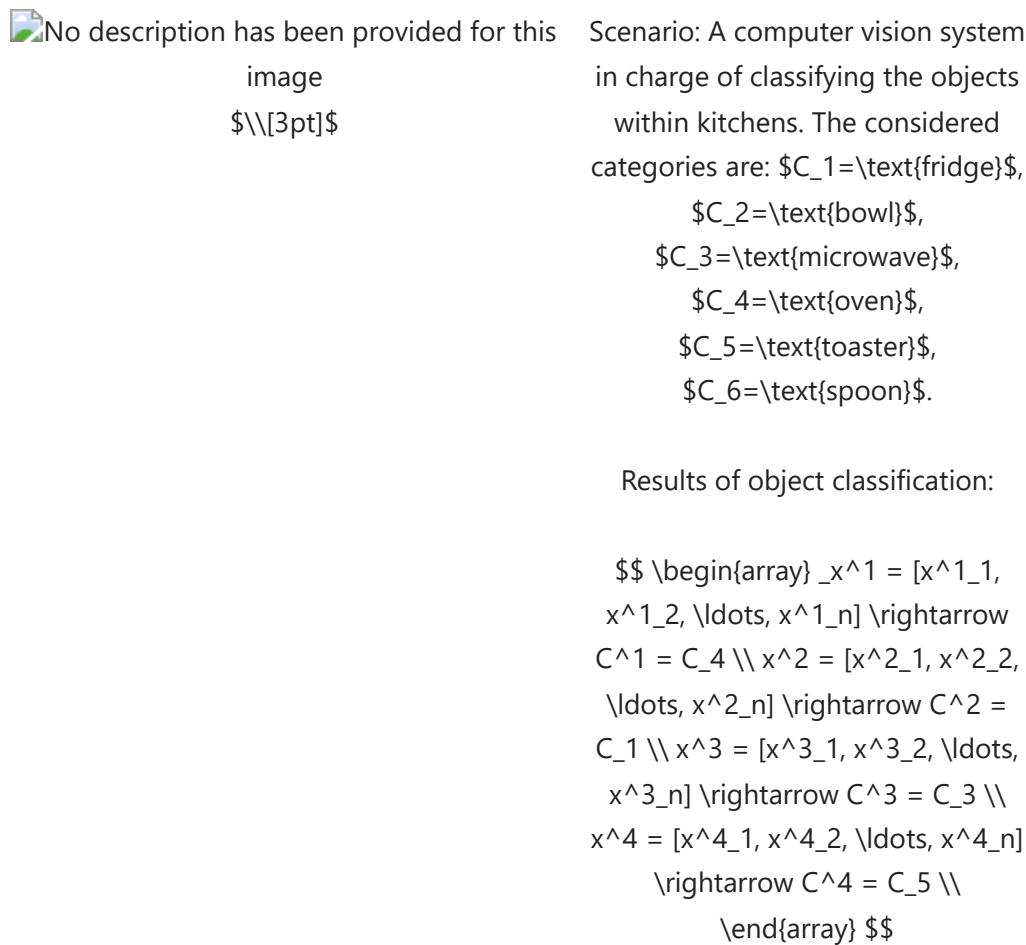 No description has been provided for this
image
$\\[3pt]$
Scenario: A computer vision system
in charge of classifying the objects
within kitchens. The considered
categories are: $C_1=\text{fridge}$,
$C_2=\text{bowl}$,
$C_3=\text{microwave}$,
$C_4=\text{oven}$,
$C_5=\text{toaster}$,
$C_6=\text{spoon}$.
Results of object classification:
$$ \begin{array} _x^1 = [x^1_1,
x^1_2, \ldots, x^1_n] \rightarrow
C^1 = C_4 \\ x^2 = [x^2_1, x^2_2,
\ldots, x^2_n] \rightarrow C^2 =
C_1 \\ x^3 = [x^3_1, x^3_2, \ldots,
x^3_n] \rightarrow C^3 = C_3 \\
x^4 = [x^4_1, x^4_2, \ldots, x^4_n]
\rightarrow C^4 = C_5 \\
\end{array} $$